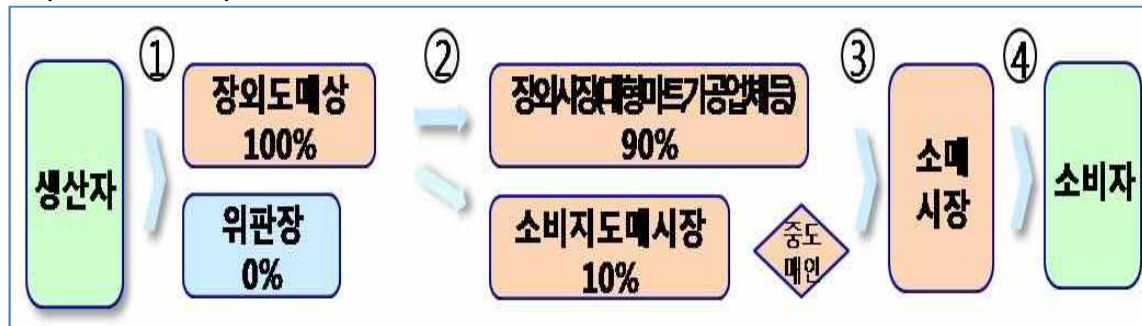 생산자
①
장외도매상
100%
위판장
0%
②
장외시장(대형마트/가공업체등)
90%
소비지도매시장
10%
중도
매인
③
소매
시장
④
소비자